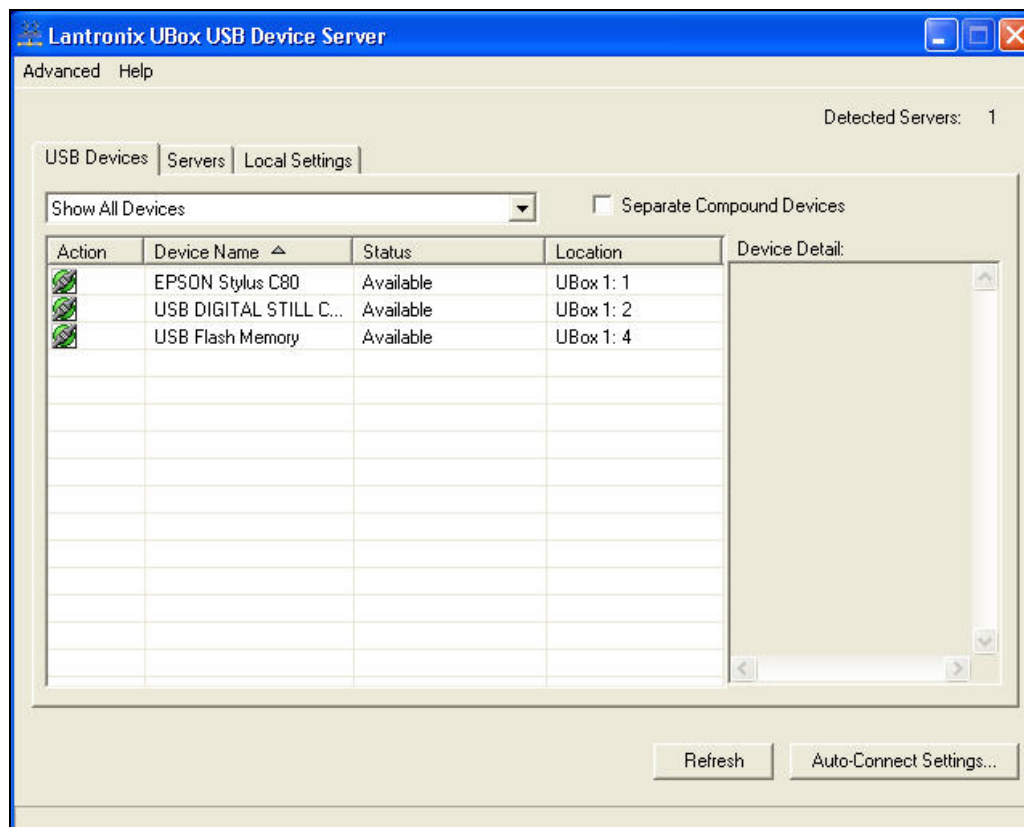 Lantronix UBox USB Device Server
Advanced Help
Detected Servers: 1
USB Devices Servers Local Settings
Show All Devices Separate Compound Devices
Action Device Name Status Location Device Detail:
EPSON Stylus C80 Available UBox 1: 1
USB DIGITAL STILL C... Available UBox 1: 2
USB Flash Memory Available UBox 1: 4
Refresh Auto-Connect Settings...